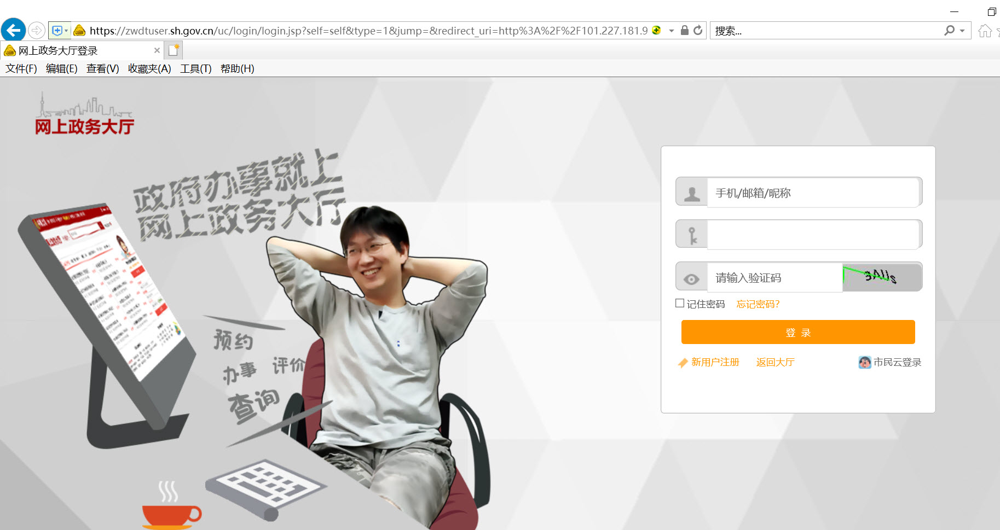 https://zwdtuser.sh.gov.cn/uc/login/login.jsp?self=self&type=1&jump=&redirect_uri=http%3A%2F%2F101.227.181.9
搜索...
网上政务大厅登录
文件(F) 编辑(E) 查看(V) 收藏夹(A) 工具(T) 帮助(H)
网上政务大厅
政府办事就上
网上政务大厅
手机/邮箱/昵称
请输入验证码
记住密码 忘记密码?
登 录
新用户注册 返回大厅 市民云登录
预约
办事 评价
查询